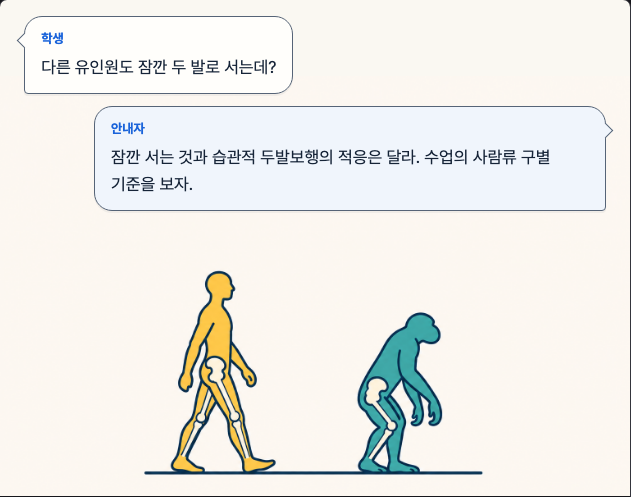 학생
다른 유인원도 잠깐 두 발로 서는데?
안내자
잠깐 서는 것과 습관적 두발보행의 적응은 달라. 수업의 사람류 구별
기준을 보자.